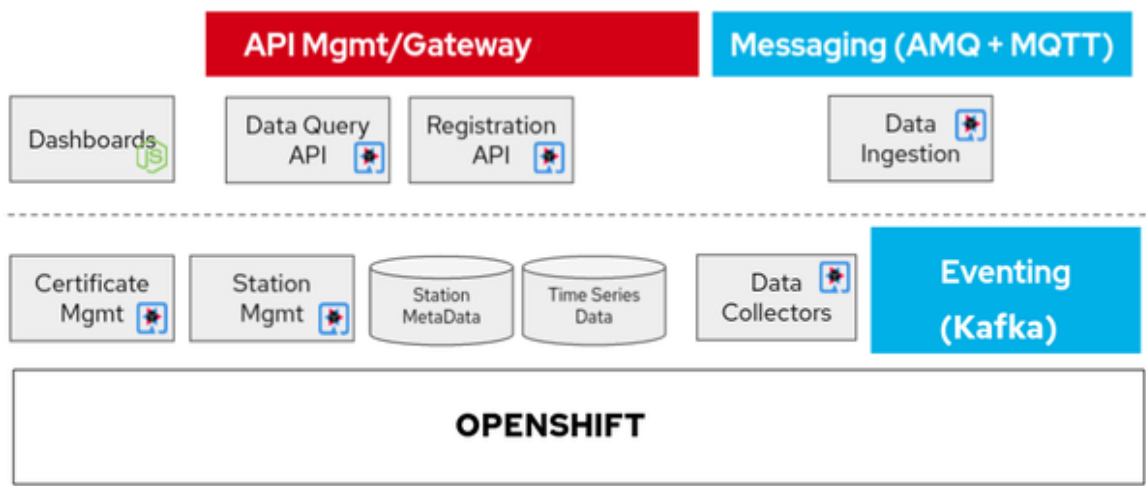 API Mgmt/Gateway
Messaging (AMQ + MQTT)
Dashboards
JS
Data Query
API
Registration
API
Data
Ingestion
Certificate
Mgmt
Station
Mgmt
Station
MetaData
Time Series
Data
Data
Collectors
Eventing
(Kafka)
OPENSHIFT